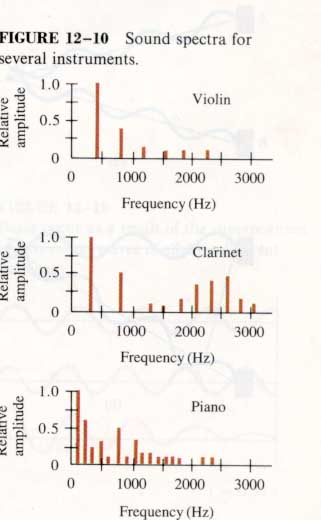 FIGURE 12–10 Sound spectra for
several instruments.
Relative
amplitude
1.0
0.5
0
Violin
0 1000 2000 3000
Frequency (Hz)
Relative
amplitude
1.0
0.5
0
Clarinet
0 1000 2000 3000
Frequency (Hz)
Relative
amplitude
1.0
0.5
0
Piano
0 1000 2000 3000
Frequency (Hz)